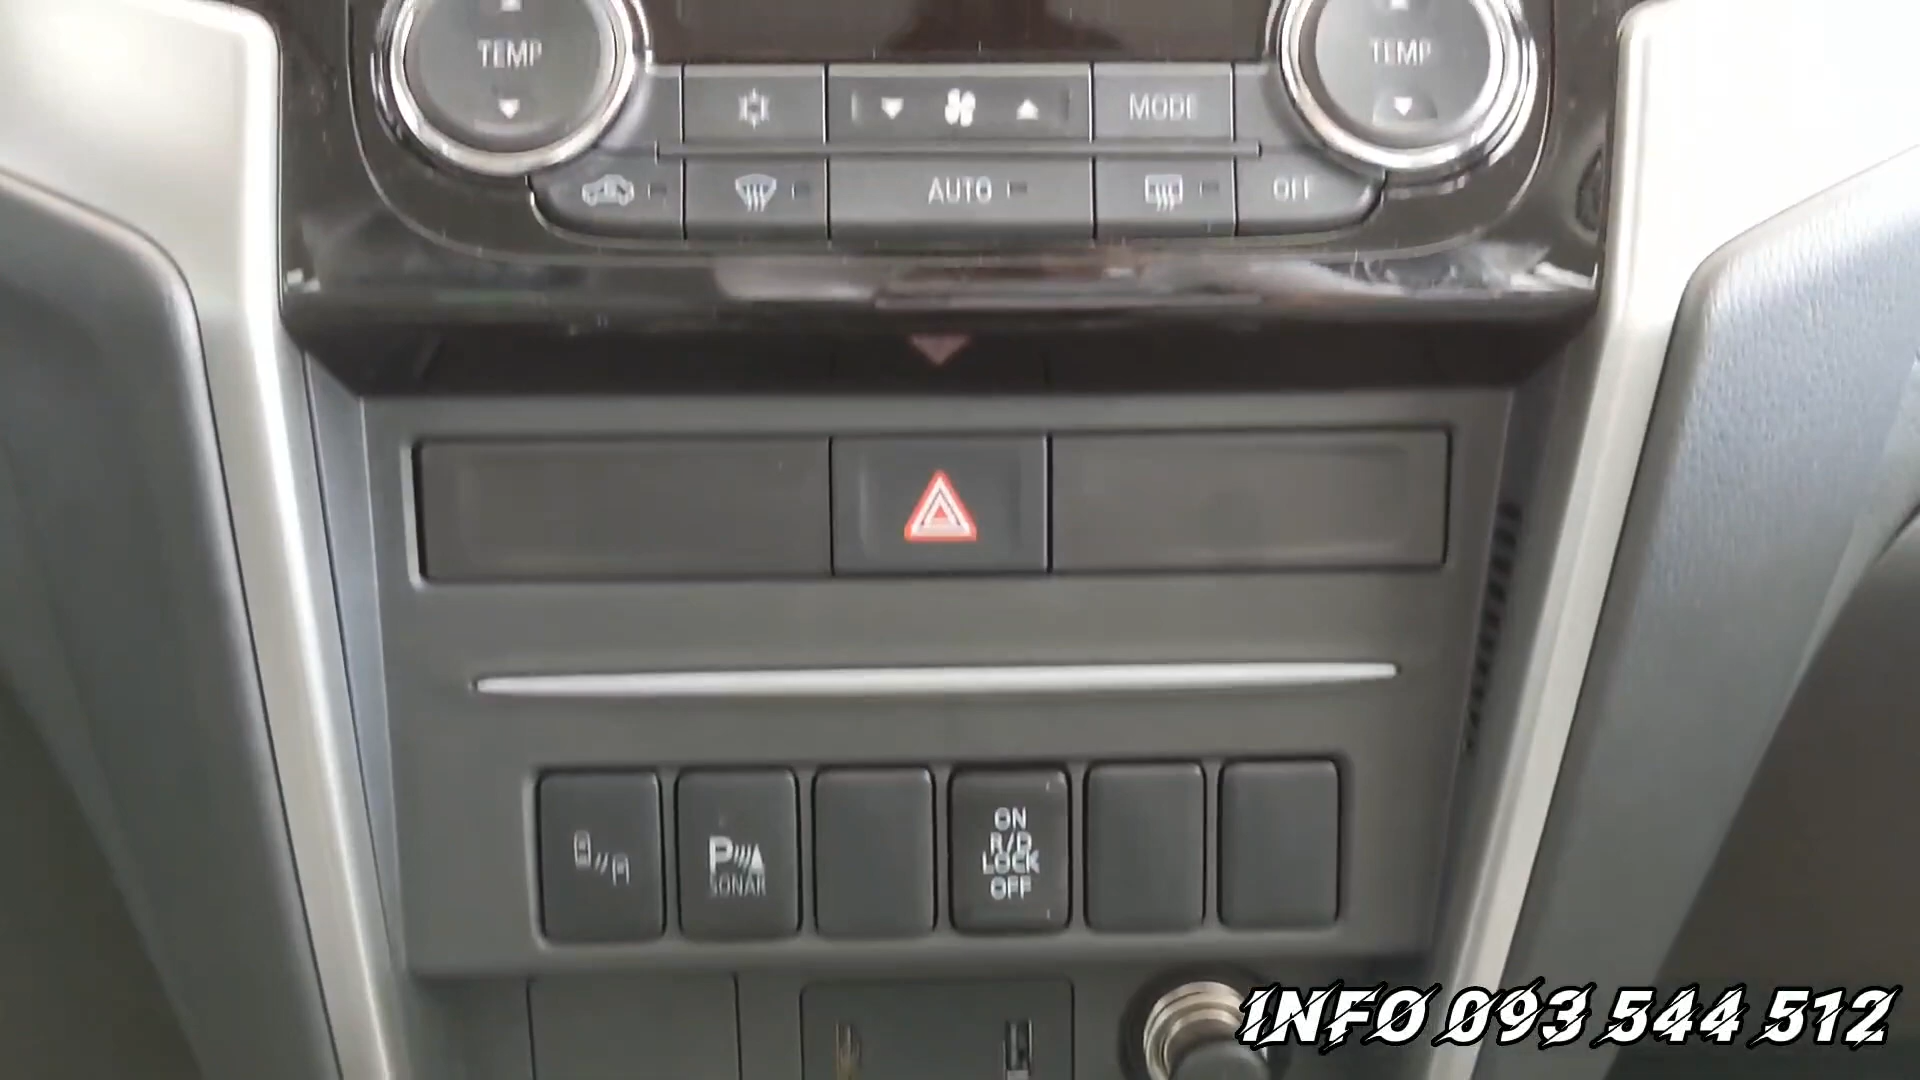 TEMP
TEMP
MODE
AUTO
OFF
P
SONAR
ON
R/D
LOCK
OFF
INFO 093 544 512